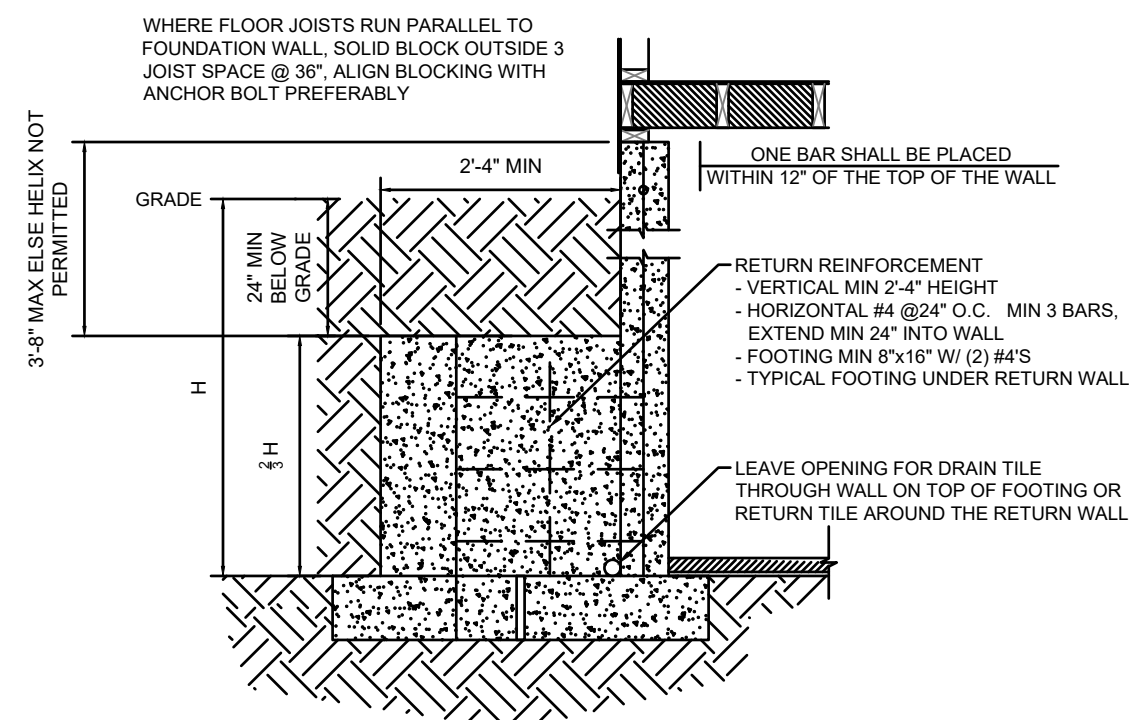 WHERE FLOOR JOISTS RUN PARALLEL TO
FOUNDATION WALL, SOLID BLOCK OUTSIDE 3
JOIST SPACE @ 36", ALIGN BLOCKING WITH
ANCHOR BOLT PREFERABLY
3'-8" MAX ELSE HELIX NOT
PERMITTED
GRADE
2'-4" MIN
24" MIN
BELOW
GRADE
H
2/3 H
ONE BAR SHALL BE PLACED
WITHIN 12" OF THE TOP OF THE WALL
RETURN REINFORCEMENT
- VERTICAL MIN 2'-4" HEIGHT
- HORIZONTAL #4 @24" O.C. MIN 3 BARS,
EXTEND MIN 24" INTO WALL
- FOOTING MIN 8"x16" W/ (2) #4'S
- TYPICAL FOOTING UNDER RETURN WALL
LEAVE OPENING FOR DRAIN TILE
THROUGH WALL ON TOP OF FOOTING OR
RETURN TILE AROUND THE RETURN WALL